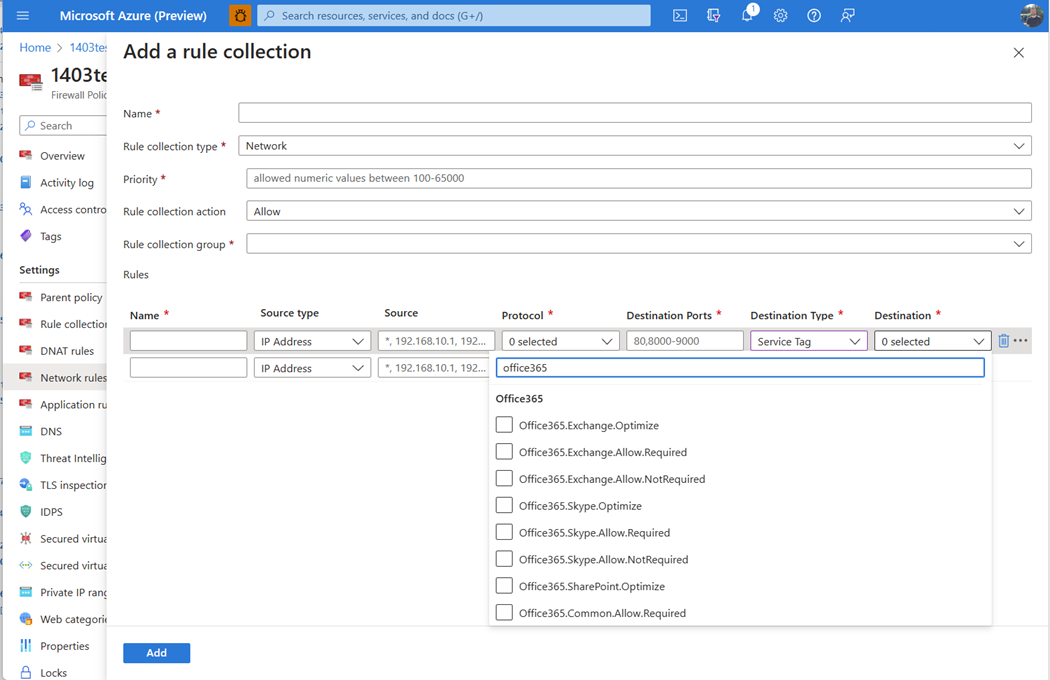 Microsoft Azure (Preview)
Search resources, services, and docs (G+/)
1
Home > 1403tes
Add a rule collection
1403te
Firewall Polic
Search
Overview
Activity log
Access contro
Tags
Settings
Parent policy
Rule collection
DNAT rules
Network rules
Application ru
DNS
Threat Intellig
TLS inspection
IDPS
Secured virtua
Secured virtua
Private IP rang
Web categorie
Properties
Locks
Name *
Rule collection type * Network
Priority * allowed numeric values between 100-65000
Rule collection action Allow
Rule collection group *
Rules
Name * Source type Source Protocol * Destination Ports * Destination Type * Destination *
IP Address *, 192.168.10.1, 192... 0 selected 80,8000-9000 Service Tag 0 selected
IP Address *, 192.168.10.1, 192...
office365
Office365
Office365.Exchange.Optimize
Office365.Exchange.Allow.Required
Office365.Exchange.Allow.NotRequired
Office365.Skype.Optimize
Office365.Skype.Allow.Required
Office365.Skype.Allow.NotRequired
Office365.SharePoint.Optimize
Office365.Common.Allow.Required
Add